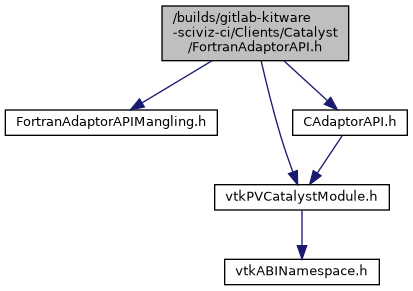 /builds/gitlab-kitware
-sciviz-ci/Clients/Catalyst
/FortranAdaptorAPI.h
FortranAdaptorAPIMangling.h
CAdaptorAPI.h
vtkPVCatalystModule.h
vtkABINamespace.h